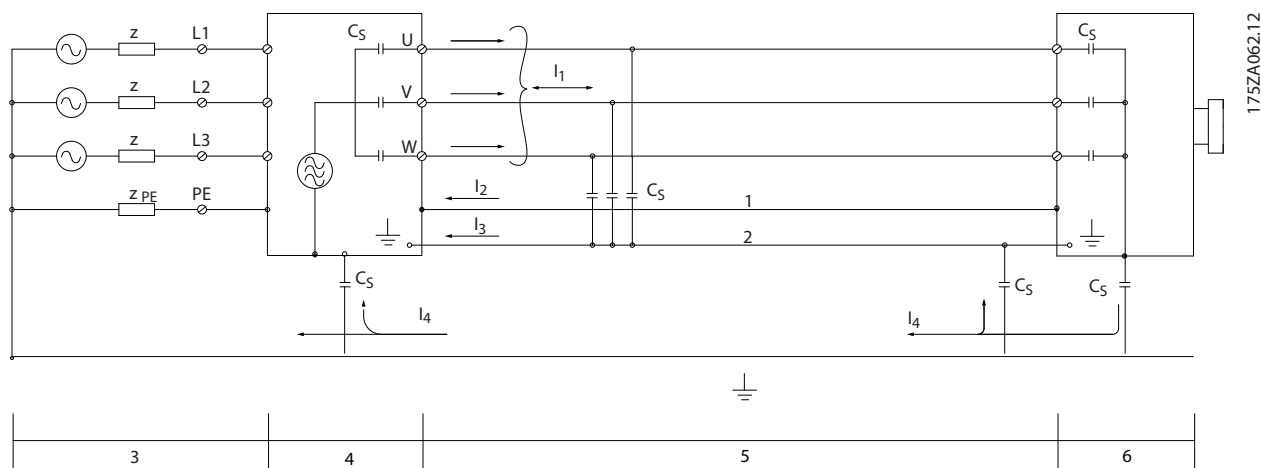 z L1 C_S U C_S
I_1
z L2 V
z L3 W
Z_PE PE I_2 C_S 1
I_3 2
C_S C_S C_S
I_4 I_4
3 4 5 6
175ZA062.12